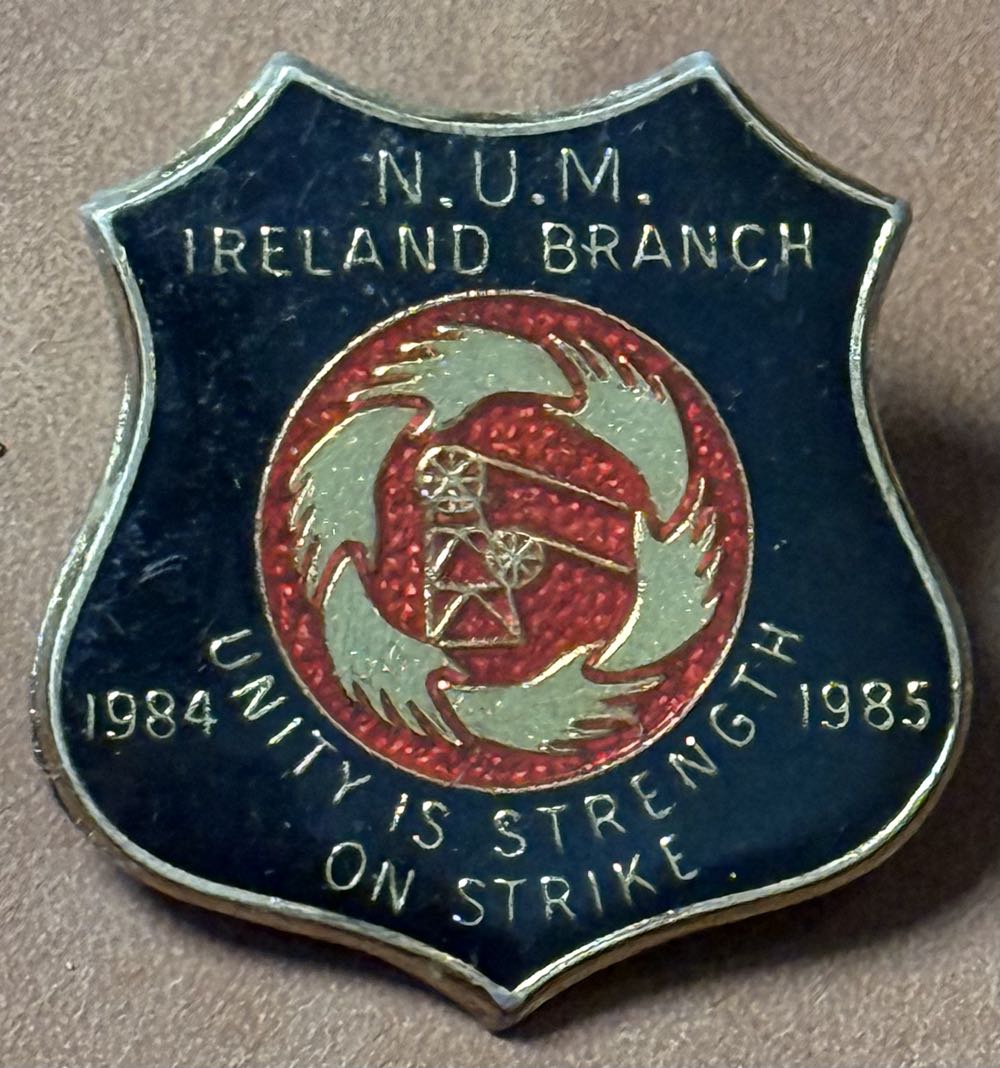 N.U.M.
IRELAND BRANCH
1984
1985
UNITY IS STRENGTH
ON STRIKE